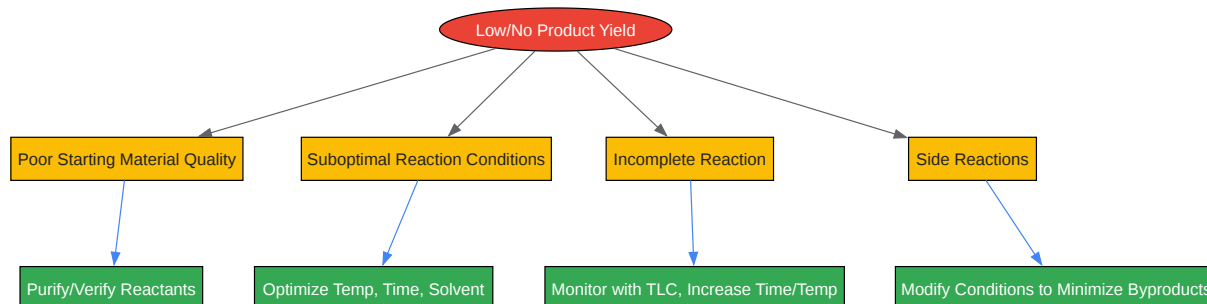 Low/No Product Yield
Poor Starting Material Quality
Suboptimal Reaction Conditions
Incomplete Reaction
Side Reactions
Purify/Verify Reactants
Optimize Temp, Time, Solvent
Monitor with TLC, Increase Time/Temp
Modify Conditions to Minimize Byproducts